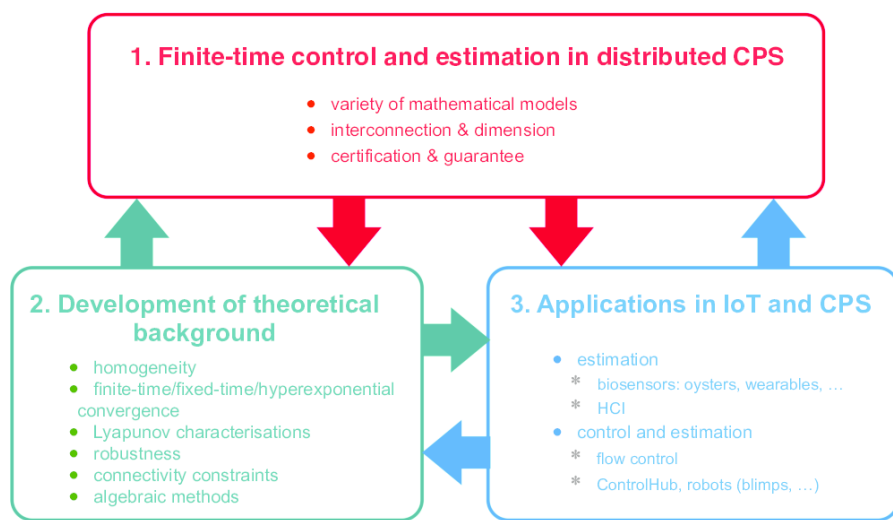 1. Finite-time control and estimation in distributed CPS
• variety of mathematical models
• interconnection & dimension
• certification & guarantee
2. Development of theoretical
background
• homogeneity
• finite-time/fixed-time/hyperexponential
convergence
• Lyapunov characterisations
• robustness
• connectivity constraints
• algebraic methods
3. Applications in IoT and CPS
• estimation
* biosensors: oysters, wearables, …
* HCI
• control and estimation
* flow control
* ControlHub, robots (blimps, …)